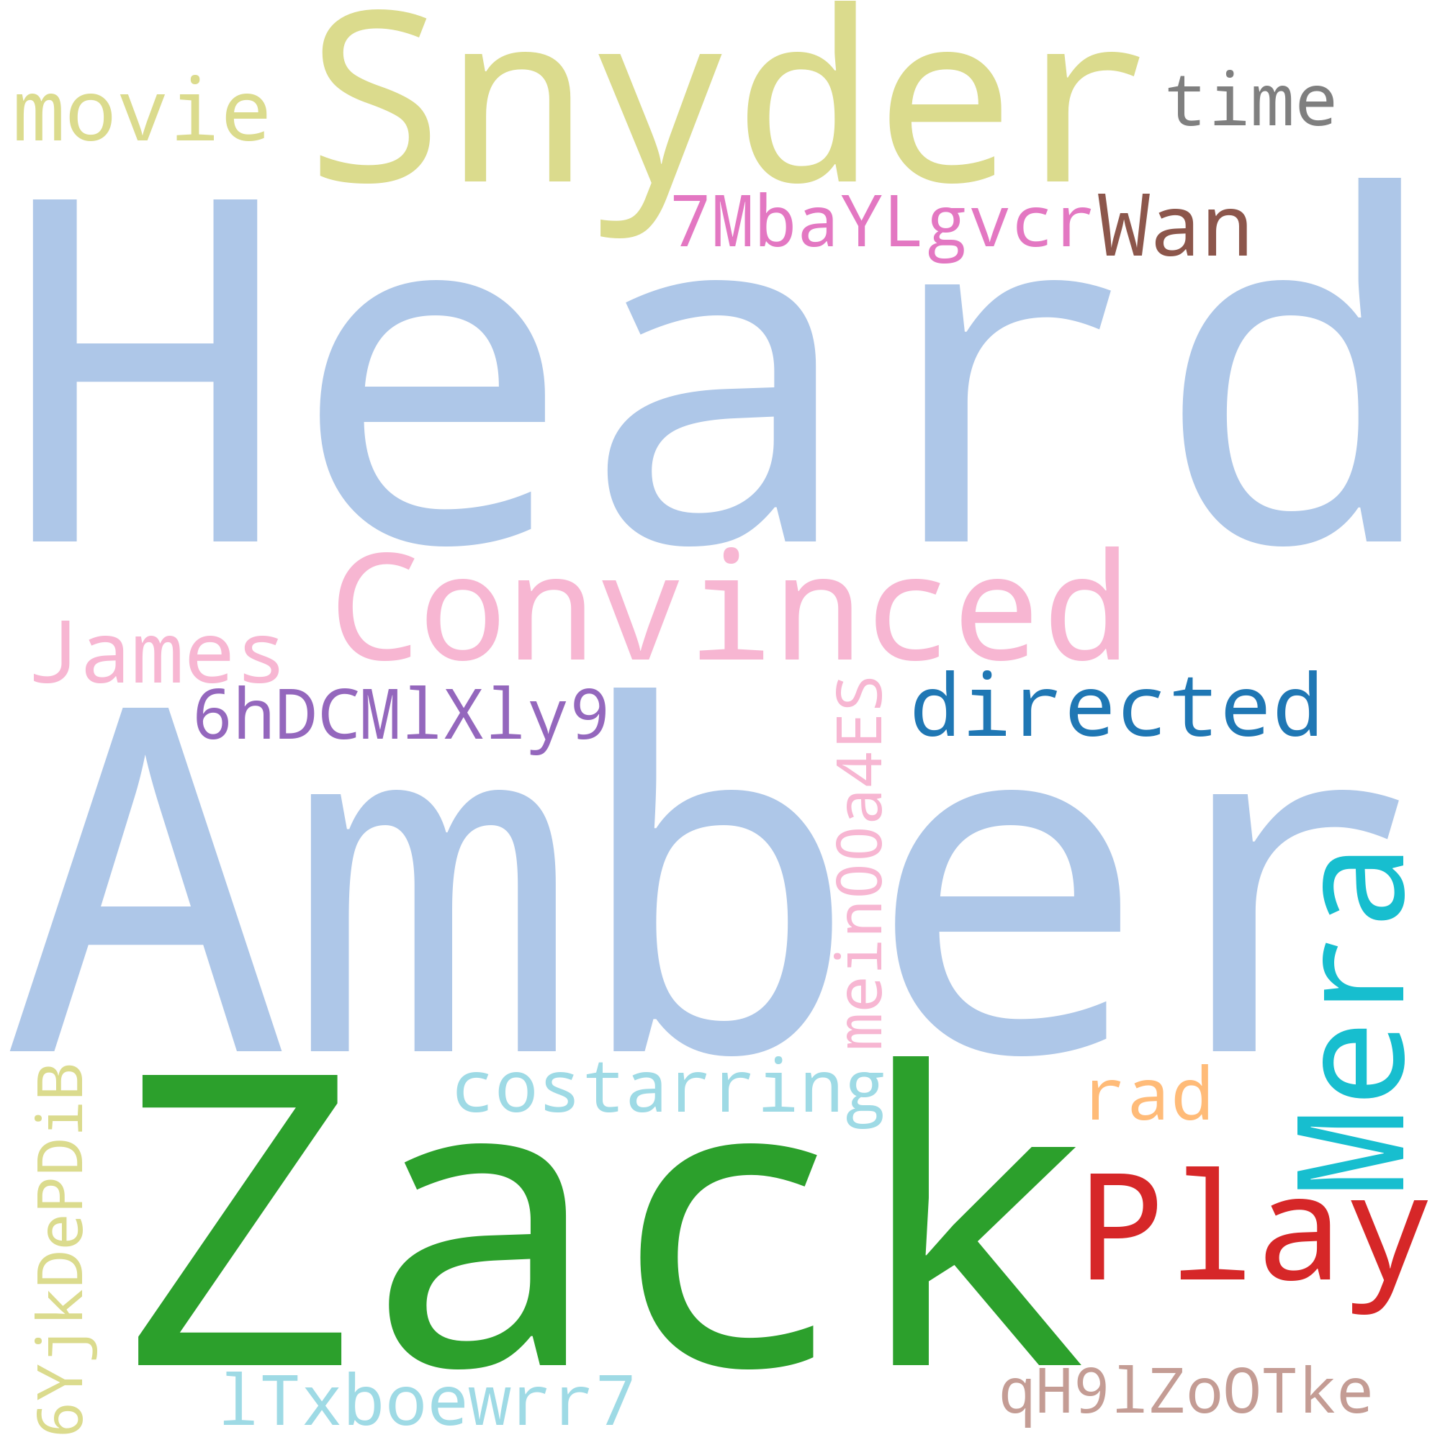 Snyder
movie
time
7MbaYLgvcr
Wan
Heard
Convinced
James
6hDCMlXly9
directed
mein00a4ES
Amber
Mera
costarring
rad
Zack
Play
6YjkDePDiB
lTxboewrr7
qH9lZoOTke